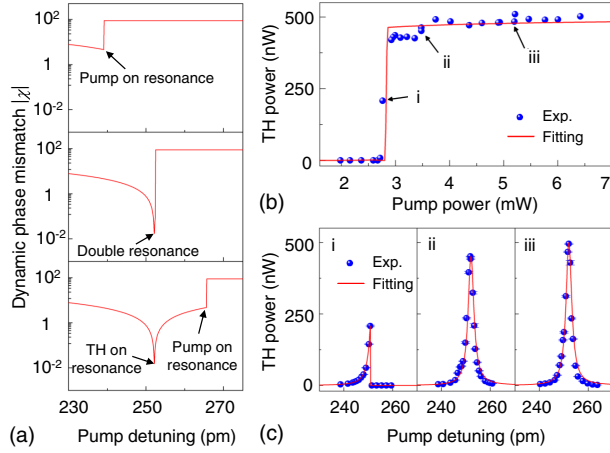 10²
Pump on resonance
1
10⁻²
10²
1
10⁻²
Double resonance
10²
1
10⁻²
TH on
resonance
Pump on
resonance
230 250 270
Dynamic phase mismatch |χ|
(a) Pump detuning (pm)
500
250
0
TH power (nW)
i
ii
iii
Exp.
Fitting
2 3 4 5 6 7
(b) Pump power (mW)
500
250
0
TH power (nW)
i ii iii
Exp.
Fitting
Exp.
Fitting
240 260 240 260 240 260
(c) Pump detuning (pm)